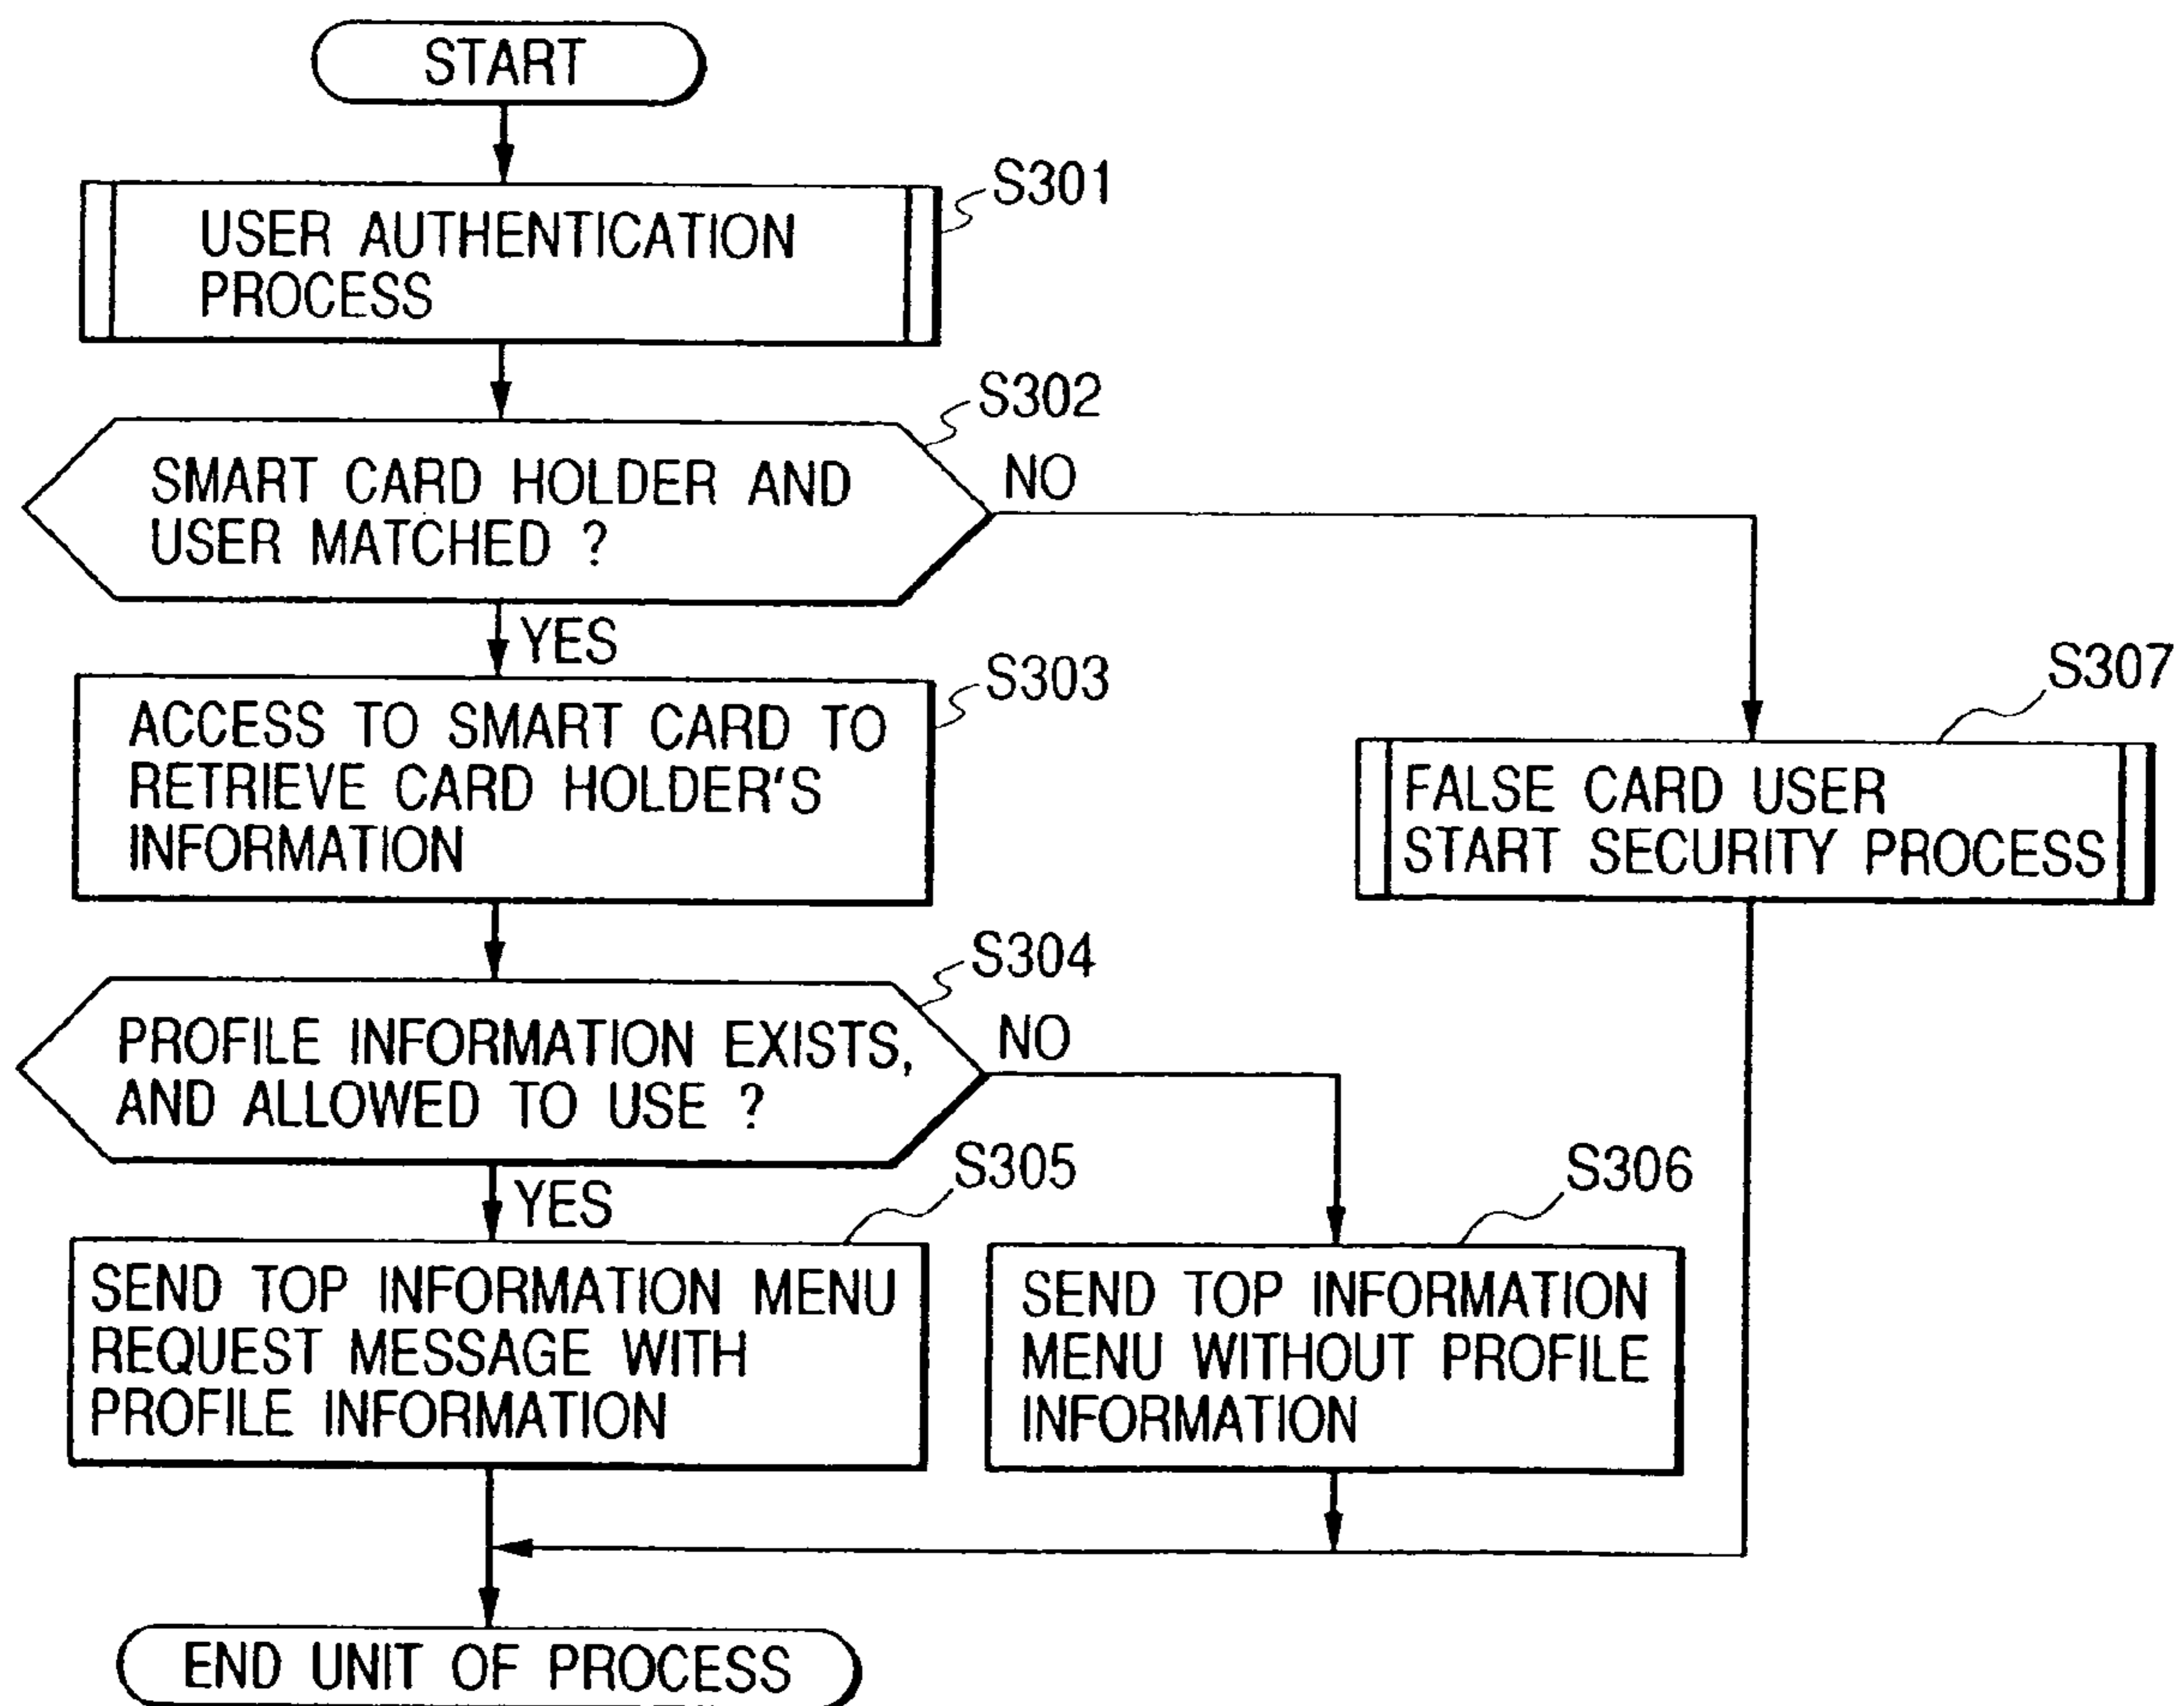 START
S301
USER AUTHENTICATION
PROCESS
S302
SMART CARD HOLDER AND
USER MATCHED ?
NO
YES
S303
ACCESS TO SMART CARD TO
RETRIEVE CARD HOLDER'S
INFORMATION
S307
FALSE CARD USER
START SECURITY PROCESS
S304
PROFILE INFORMATION EXISTS,
AND ALLOWED TO USE ?
NO
YES
S305
SEND TOP INFORMATION MENU
REQUEST MESSAGE WITH
PROFILE INFORMATION
S306
SEND TOP INFORMATION
MENU WITHOUT PROFILE
INFORMATION
END UNIT OF PROCESS